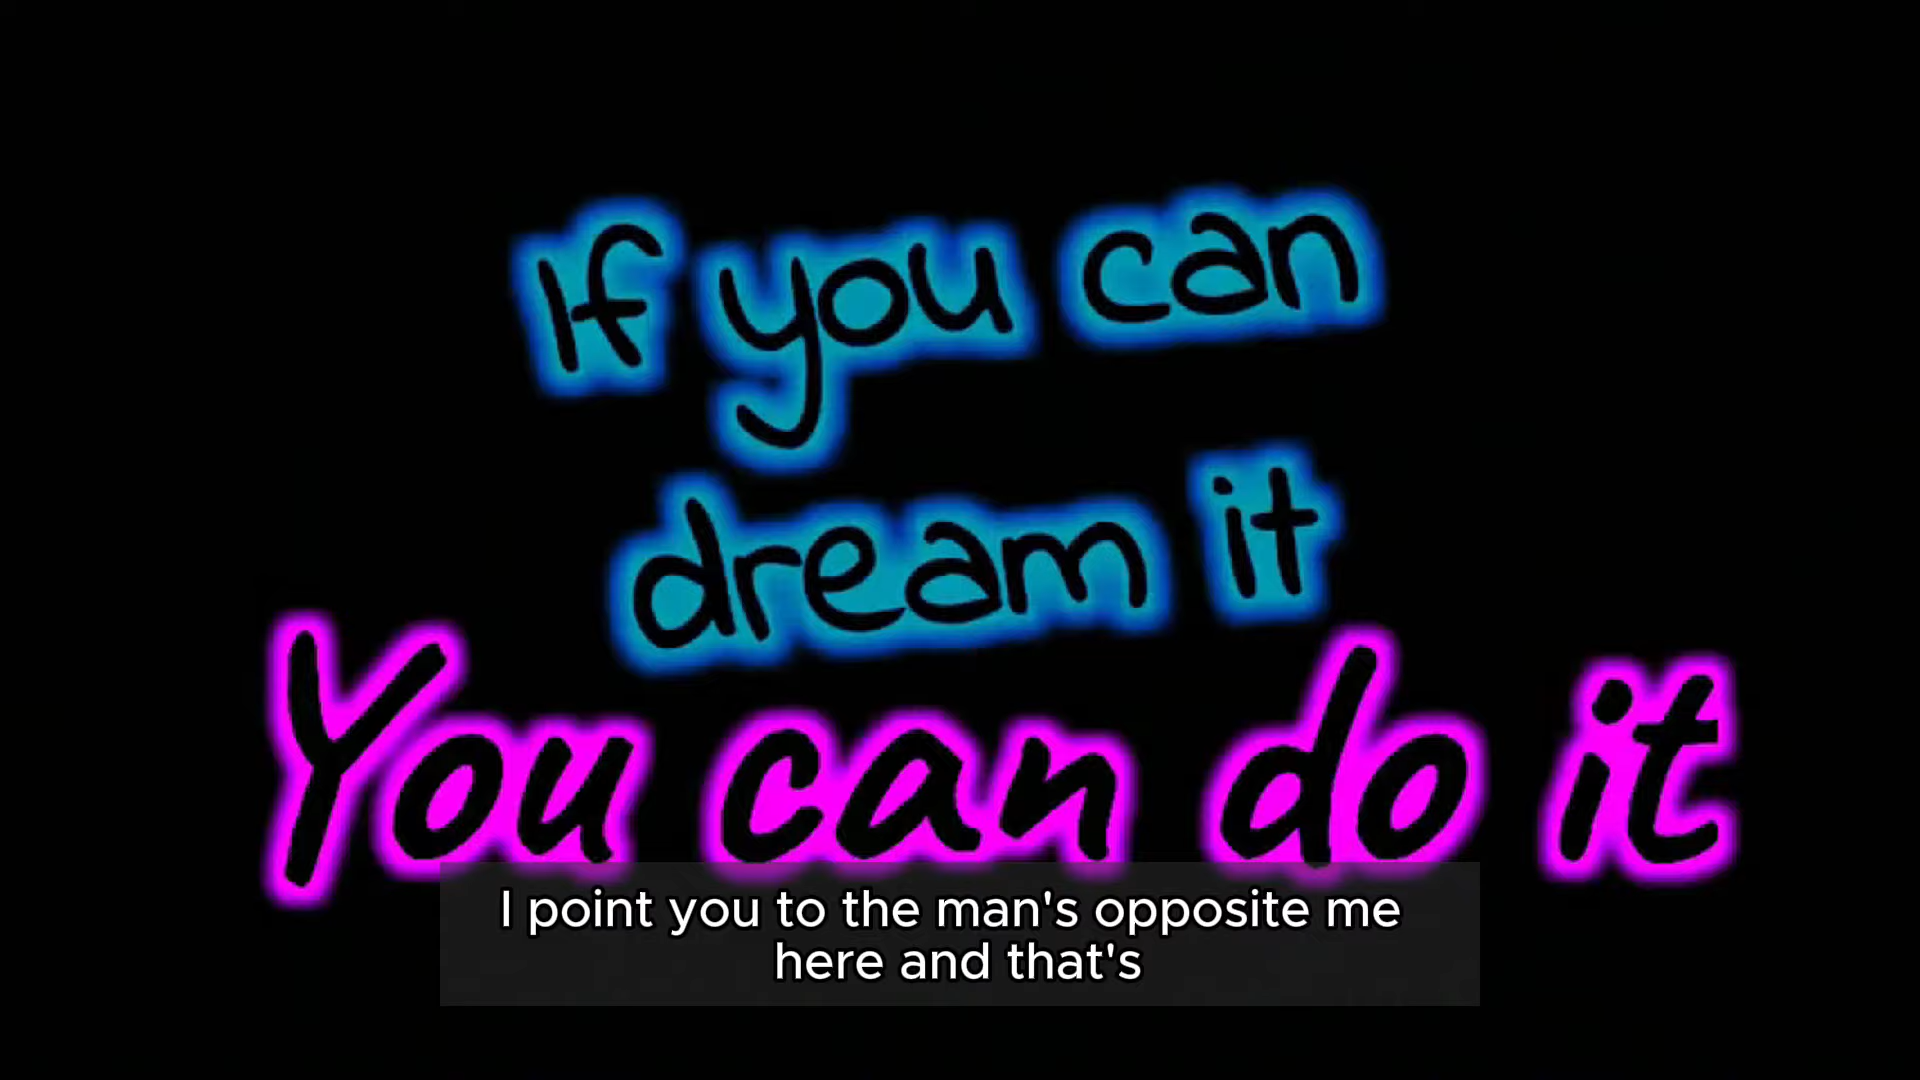 If you can
dream it
You can do it
I point you to the man's opposite me
here and that's